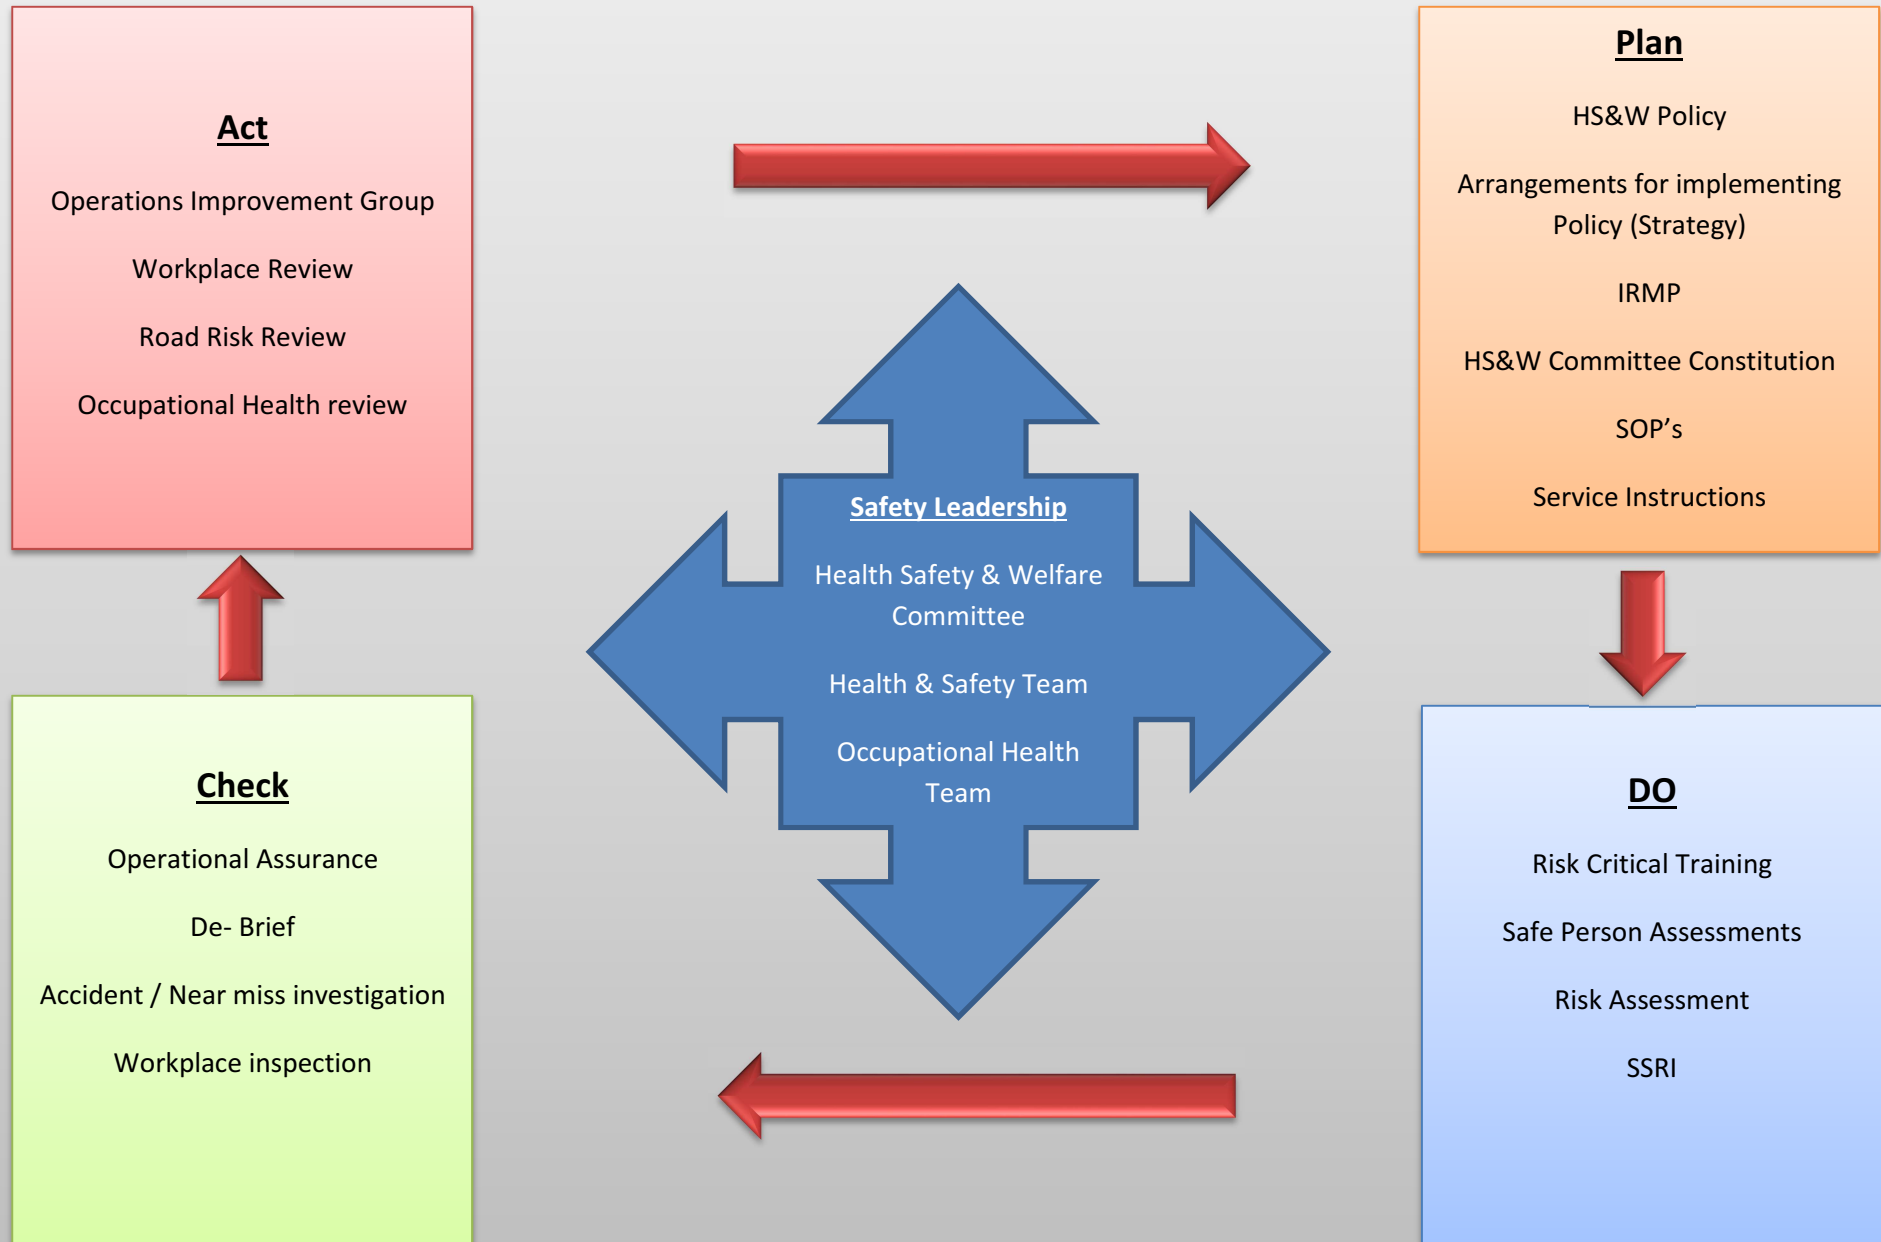 Act
Operations Improvement Group
Workplace Review
Road Risk Review
Occupational Health review
Plan
HS&W Policy
Arrangements for implementing
Policy (Strategy)
IRMP
HS&W Committee Constitution
SOP’s
Service Instructions
Safety Leadership
Health Safety & Welfare
Committee
Health & Safety Team
Occupational Health
Team
Check
Operational Assurance
De- Brief
Accident / Near miss investigation
Workplace inspection
DO
Risk Critical Training
Safe Person Assessments
Risk Assessment
SSRI